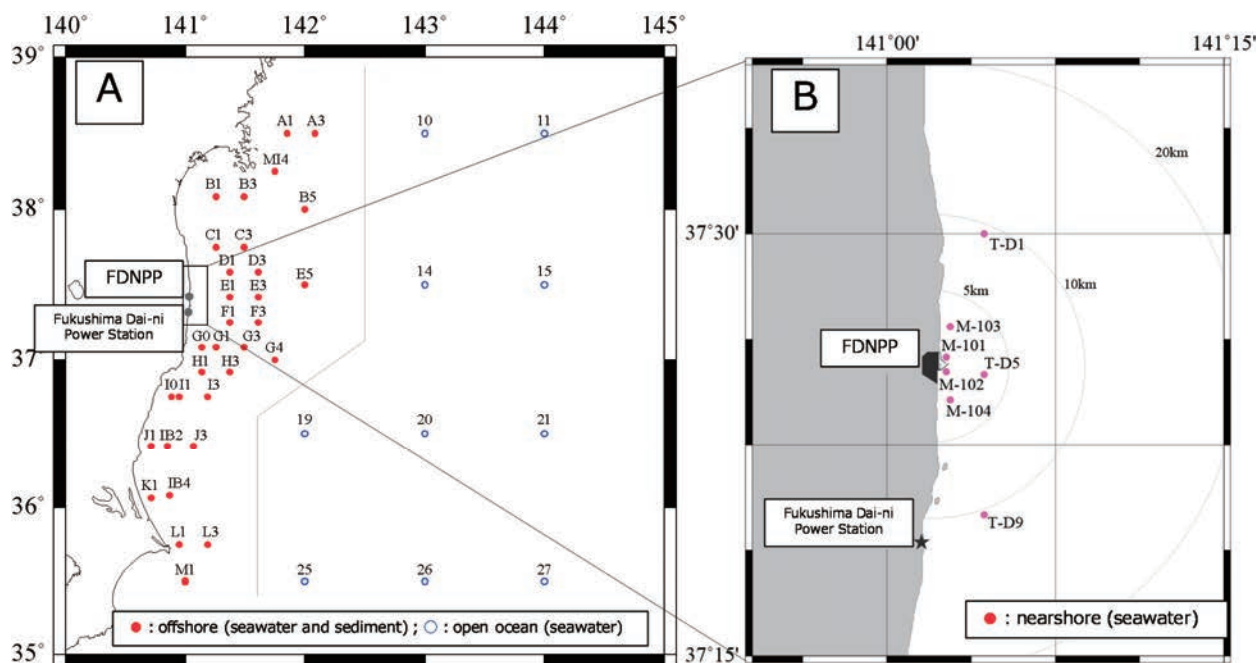 140° 141° 142° 143° 144° 145°
39°
38°
37°
36°
35°
A
A1 A3 10 11
MI4
B1 B3
B5
C1 C3
D1 D3
FDNPP
E1 E3 E5 14 15
Fukushima Dai-ni
Power Station
F1 F3
G0 G1 G3
G4
H1 H3
I0 I1 I3
19 20 21
J1 IB2 J3
K1 IB4
L1 L3
M1 25 26 27
: offshore (seawater and sediment) ; : open ocean (seawater)
141°00' 141°15'
B
20km
37°30'
T-D1
10km
5km
M-103
FDNPP
M-101
T-D5
M-102
M-104
Fukushima Dai-ni
Power Station
T-D9
: nearshore (seawater)
37°15'